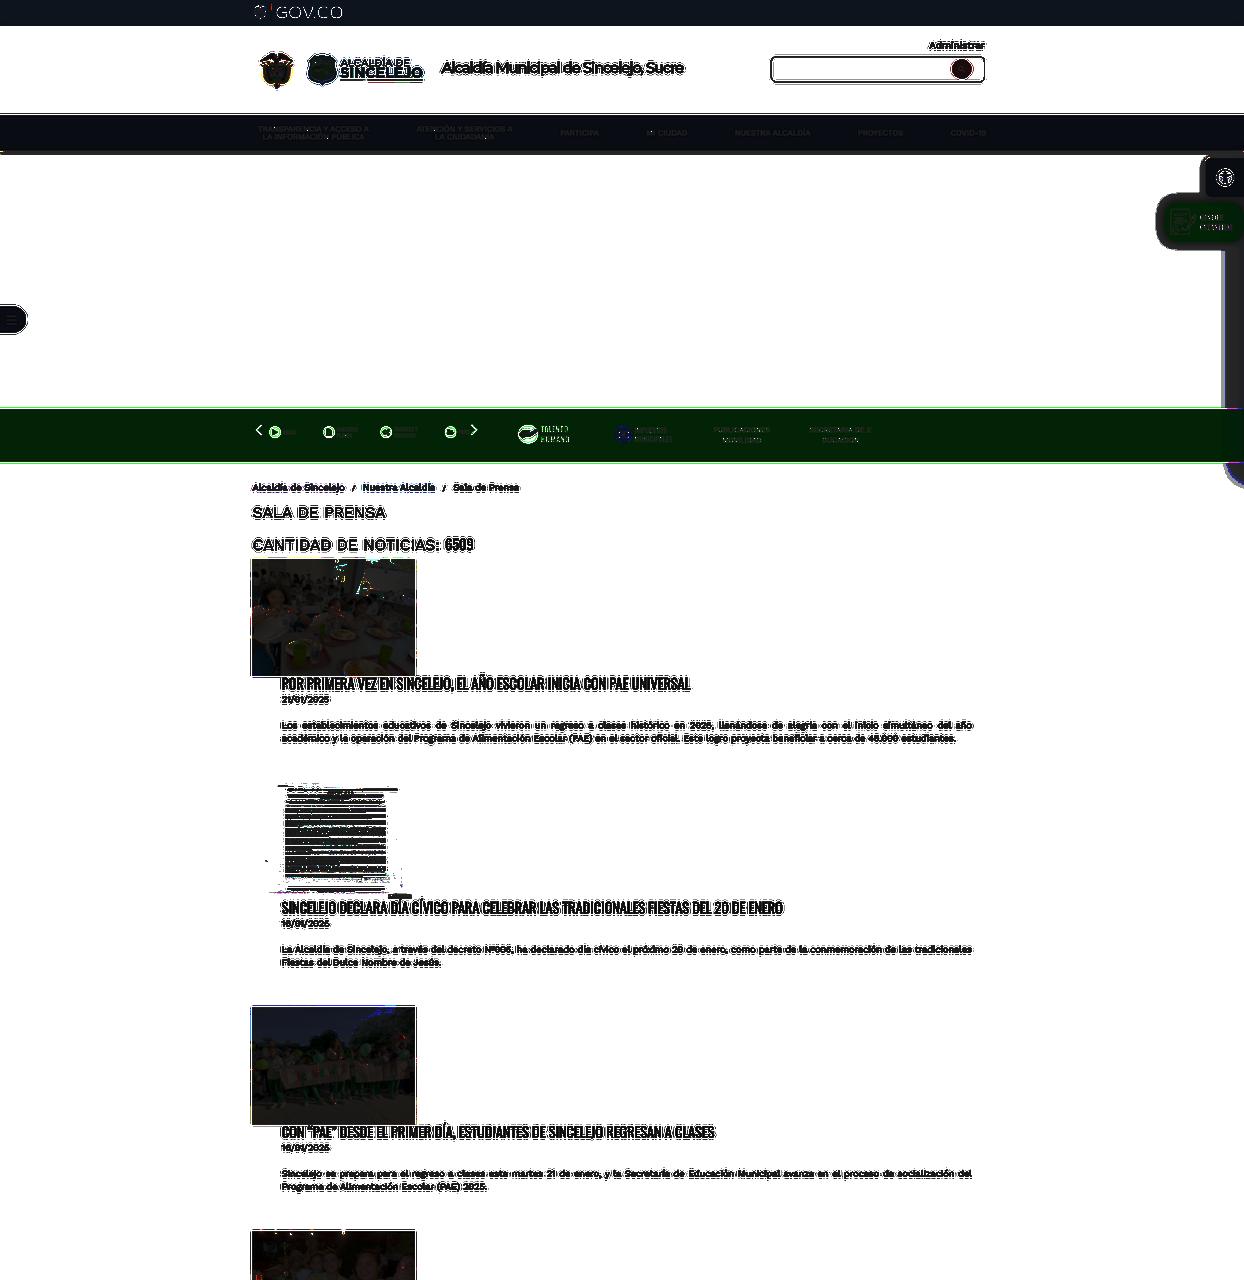 GOV.CO
Administrar
ALCALDÍA DE
SINCELEJO
Alcaldía Municipal de Sincelejo, Sucre
TRANSPARENCIA Y ACCESO A
LA INFORMACIÓN PÚBLICA
ATENCIÓN Y SERVICIOS A
LA CIUDADANÍA
PARTICIPA
MI CIUDAD
NUESTRA ALCALDÍA
PROYECTOS
COVID-19
TALENTO
HUMANO
PUBLICACIONES
MOVILIDAD
Alcaldía de Sincelejo / Nuestra Alcaldía / Sala de Prensa
SALA DE PRENSA
CANTIDAD DE NOTICIAS: 6509
POR PRIMERA VEZ EN SINCELEJO, EL AÑO ESCOLAR INICIA CON PAE UNIVERSAL
21/01/2025
Los establecimientos educativos de Sincelejo vivieron un regreso a clases histórico en 2025, llenándose de alegría con el inicio simultáneo del año
académico y la operación del Programa de Alimentación Escolar (PAE) en el sector oficial. Este logro proyecta beneficiar a cerca de estudiantes.
SINCELEJO DECLARA DÍA CÍVICO PARA CELEBRAR LAS TRADICIONALES FIESTAS DEL 20 DE ENERO
16/01/2025
La Alcaldía de Sincelejo, a través del decreto ha declarado día cívico el próximo 20 de enero, como parte de la conmemoración de las tradicionales
Fiestas del Dulce Nombre de Jesús.
CON "PAE" DESDE EL PRIMER DÍA, ESTUDIANTES DE SINCELEJO REGRESAN A CLASES
16/01/2025
Sincelejo se prepara para el regreso a clases este martes 21 de enero, y la Secretaría de Educación Municipal avanza en el proceso de socialización del
Programa de Alimentación Escolar (PAE) 2025.